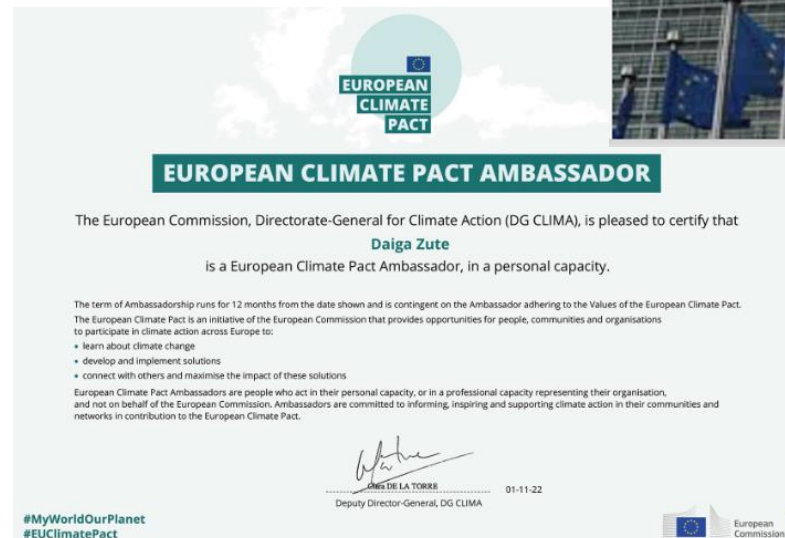 EUROPEAN
CLIMATE
PACT
EUROPEAN CLIMATE PACT AMBASSADOR
The European Commission, Directorate-General for Climate Action (DG CLIMA), is pleased to certify that
Daiga Zute
is a European Climate Pact Ambassador, in a personal capacity.
The term of Ambassadorship runs for 12 months from the date shown and is contingent on the Ambassador adhering to the Values of the European Climate Pact.
The European Climate Pact is an initiative of the European Commission that provides opportunities for people, communities and organisations
to participate in climate action across Europe to:
• learn about climate change
• develop and implement solutions
• connect with others and maximise the impact of these solutions
European Climate Pact Ambassadors are people who act in their personal capacity, or in a professional capacity representing their organisation,
and not on behalf of the European Commission. Ambassadors are committed to informing, inspiring and supporting climate action in their communities and
networks in contribution to the European Climate Pact.
DE LA TORRE
01-11-22
Deputy Director-General, DG CLIMA
#MyWorldOurPlanet
#EUClimatePact
European
Commission